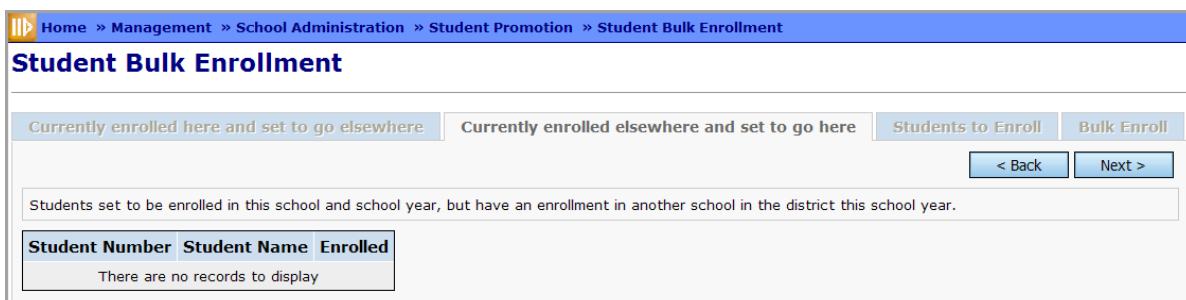 Home » Management » School Administration » Student Promotion » Student Bulk Enrollment
Student Bulk Enrollment
Currently enrolled here and set to go elsewhere Currently enrolled elsewhere and set to go here Students to Enroll Bulk Enroll
< Back Next >
Students set to be enrolled in this school and school year, but have an enrollment in another school in the district this school year.
Student Number Student Name Enrolled
There are no records to display